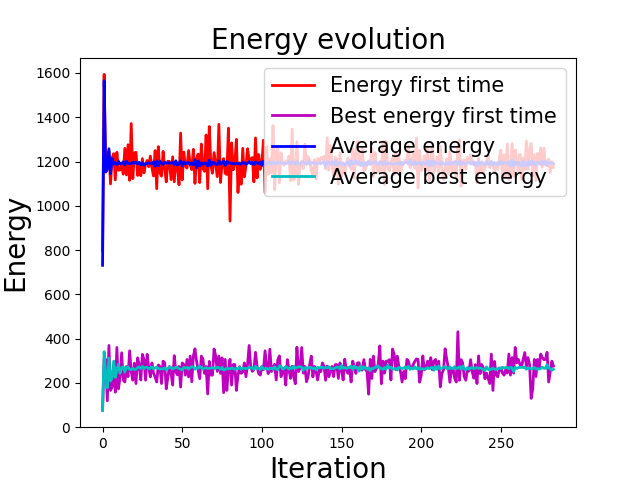 Energy evolution
1600
1400
1200
1000
800
600
400
200
0
Energy
Energy first time
Best energy first time
Average energy
Average best energy
0 50 100 150 200 250
Iteration